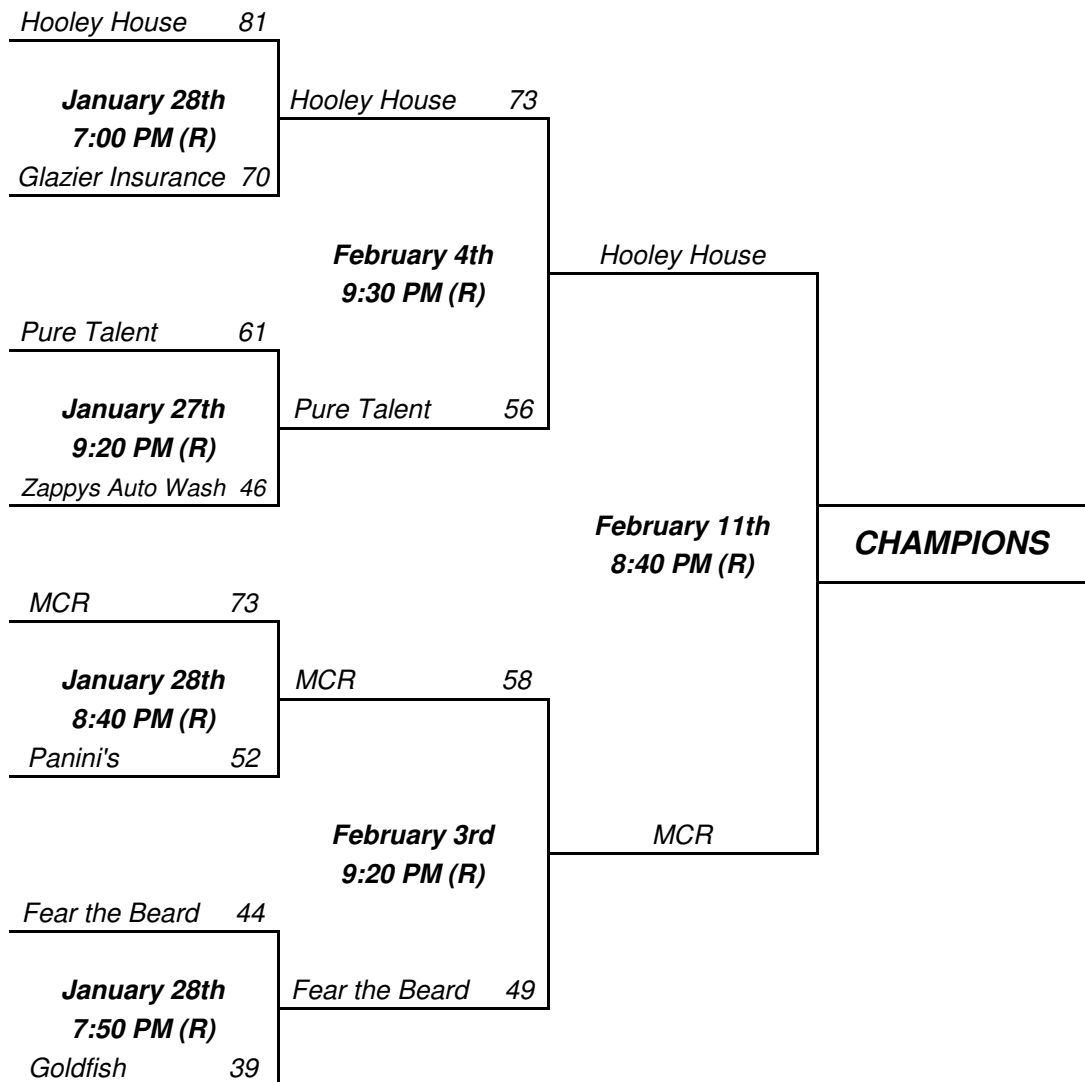 Hooley House 81
January 28th
7:00 PM (R)
Glazier Insurance 70
Hooley House 73
February 4th
9:30 PM (R)
Hooley House
Pure Talent 61
January 27th
9:20 PM (R)
Zappys Auto Wash 46
Pure Talent 56
February 11th
8:40 PM (R)
CHAMPIONS
MCR 73
January 28th
8:40 PM (R)
Panini's 52
MCR 58
February 3rd
9:20 PM (R)
MCR
Fear the Beard 44
January 28th
7:50 PM (R)
Goldfish 39
Fear the Beard 49